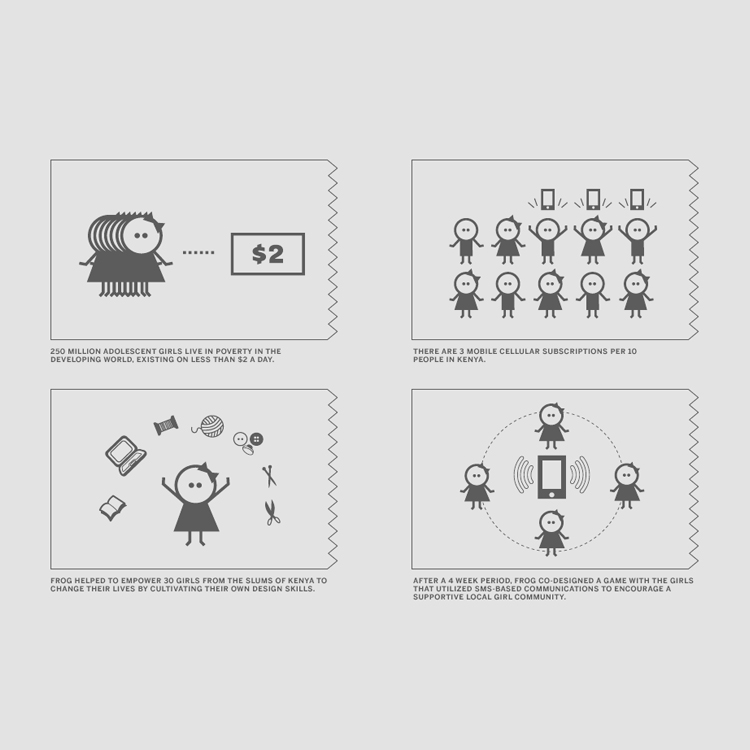 $2
250 MILLION ADOLESCENT GIRLS LIVE IN POVERTY IN THE
DEVELOPING WORLD, EXISTING ON LESS THAN $2 A DAY.
THERE ARE 3 MOBILE CELLULAR SUBSCRIPTIONS PER 10
PEOPLE IN KENYA.
FROG HELPED TO EMPOWER 30 GIRLS FROM THE SLUMS OF KENYA TO
CHANGE THEIR LIVES BY CULTIVATING THEIR OWN DESIGN SKILLS.
AFTER A 4 WEEK PERIOD, FROG CO-DESIGNED A GAME WITH THE GIRLS
THAT UTILIZED SMS-BASED COMMUNICATIONS TO ENCOURAGE A
SUPPORTIVE LOCAL GIRL COMMUNITY.